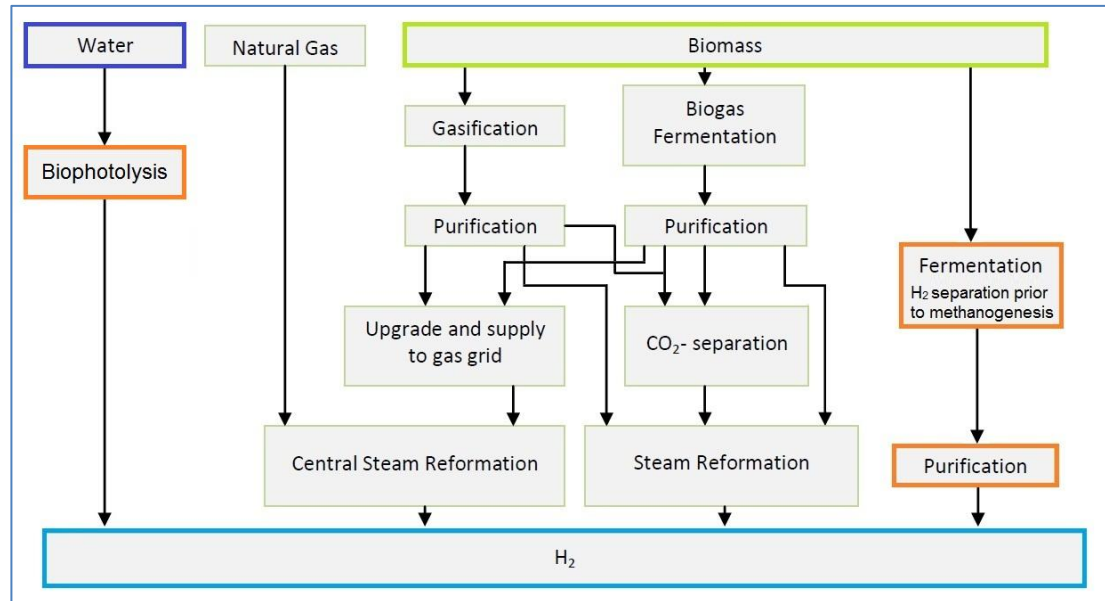 Water
Natural Gas
Biomass
Gasification
Biogas
Fermentation
Biophotolysis
Purification
Purification
Fermentation
H₂ separation prior
to methanogenesis
Upgrade and supply
to gas grid
CO₂- separation
Central Steam Reformation
Steam Reformation
Purification
H₂